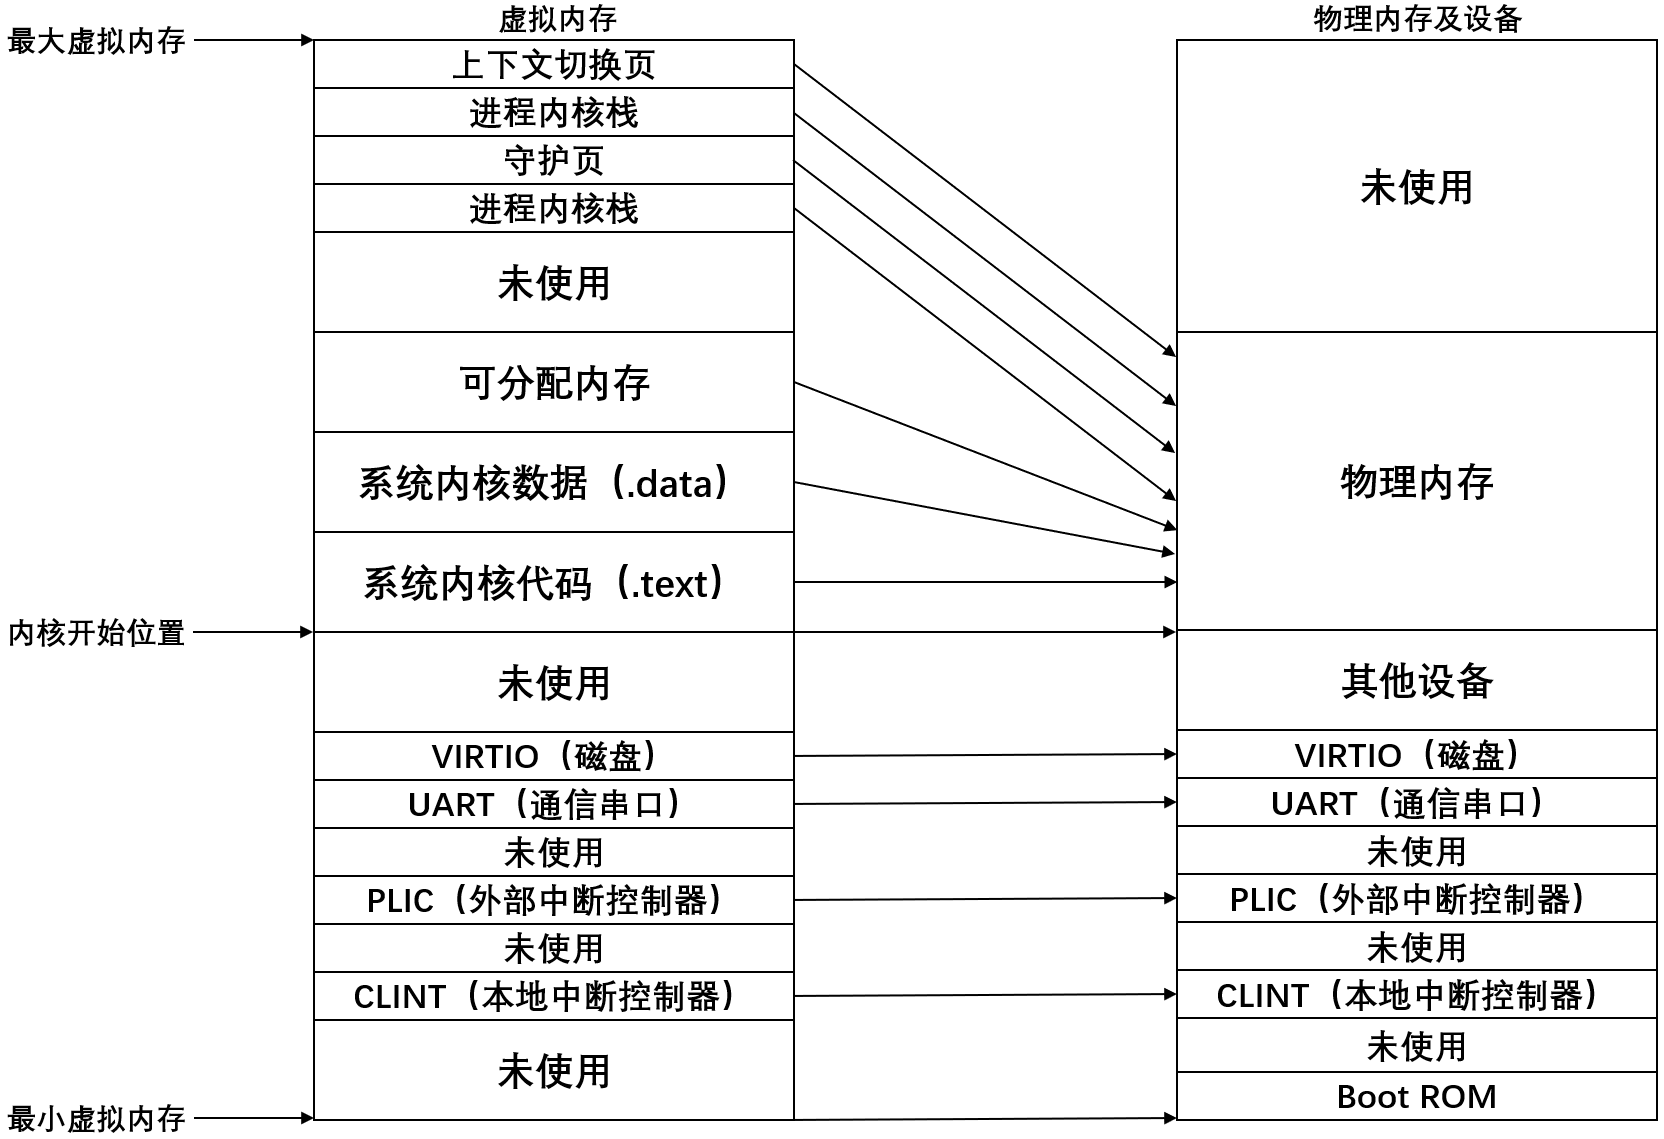 虚拟内存
物理内存及设备
最大虚拟内存
上下文切换页
进程内核栈
守护页
进程内核栈
未使用
可分配内存
系统内核数据（.data）
系统内核代码（.text）
内核开始位置
未使用
VIRTIO（磁盘）
UART（通信串口）
未使用
PLIC（外部中断控制器）
未使用
CLINT（本地中断控制器）
未使用
最小虚拟内存
未使用
物理内存
其他设备
VIRTIO（磁盘）
UART（通信串口）
未使用
PLIC（外部中断控制器）
未使用
CLINT（本地中断控制器）
未使用
Boot ROM